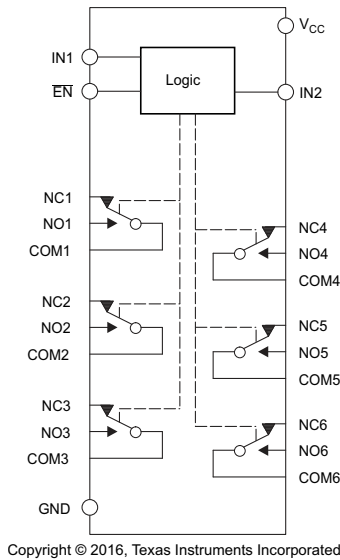 V_CC
IN1
Logic
EN
IN2
NC1
NO1
COM1
NC4
NO4
COM4
NC2
NO2
COM2
NC5
NO5
COM5
NC3
NO3
COM3
NC6
NO6
COM6
GND
Copyright © 2016, Texas Instruments Incorporated